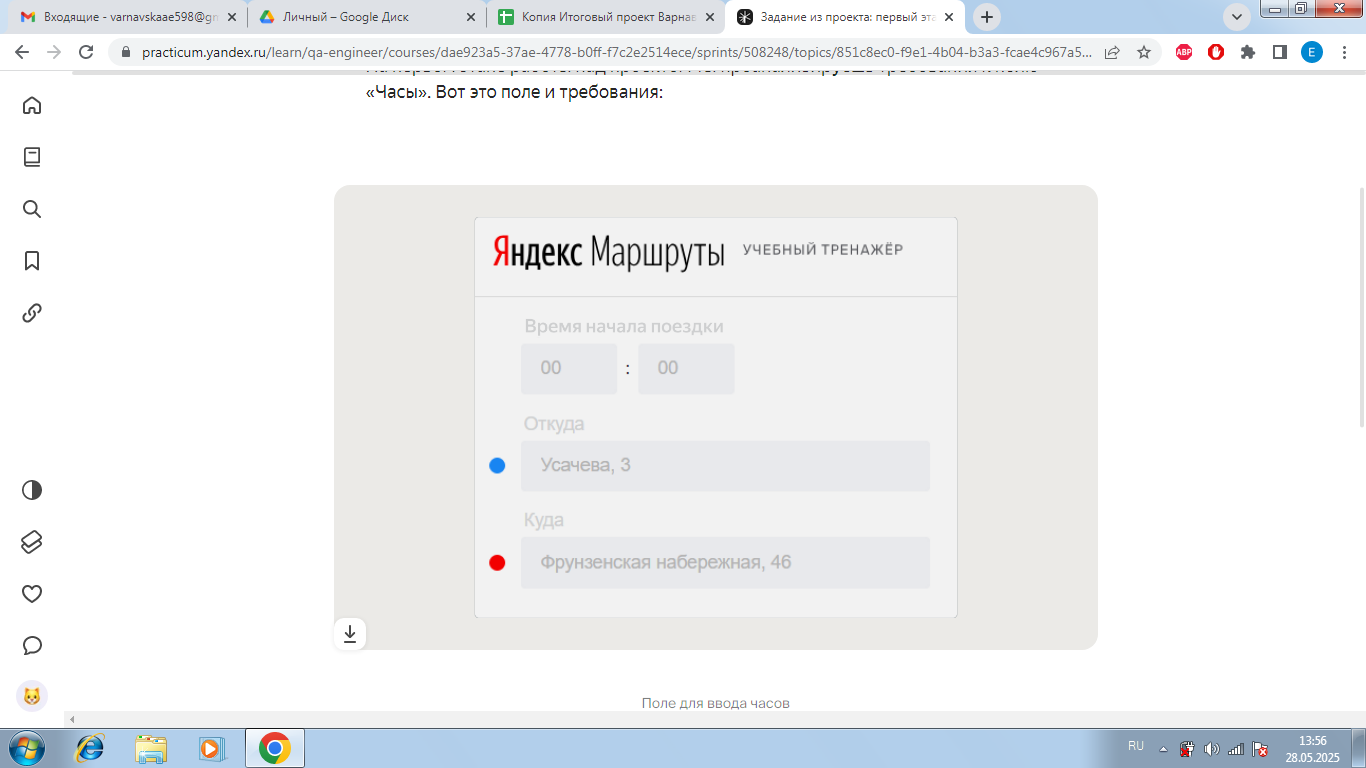 Входящие - varnavskaae598@gm
Личный – Google Диск
Копия Итоговый проект Варнав
Задание из проекта: первый эта
practicum.yandex.ru/learn/qa-engineer/courses/dae923a5-37ae-4778-b0ff-f7c2e2514ece/sprints/508248/topics/851c8ec0-f9e1-4b04-b3a3-fcae4c967a5...
ABP
E
«Часы». Вот это поле и требования:
Яндекс Маршруты УЧЕБНЫЙ ТРЕНАЖЁР
Время начала поездки
00 : 00
Откуда
Усачева, 3
Куда
Фрунзенская набережная, 46
Поле для ввода часов
RU
13:56
28.05.2025